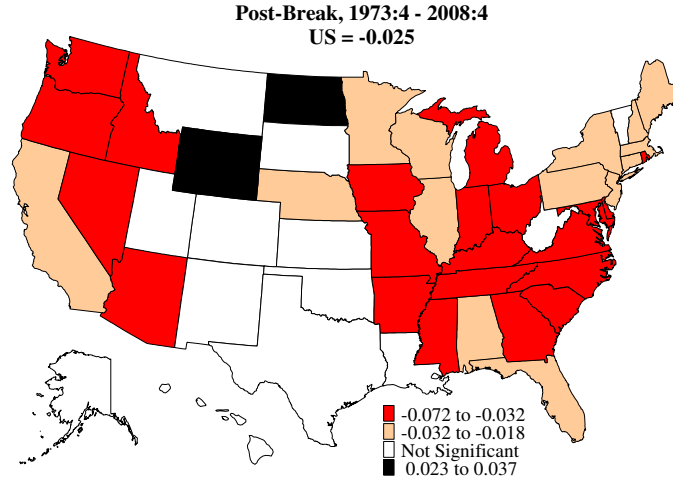 Post-Break, 1973:4 - 2008:4
US = -0.025
-0.072 to -0.032
-0.032 to -0.018
Not Significant
0.023 to 0.037